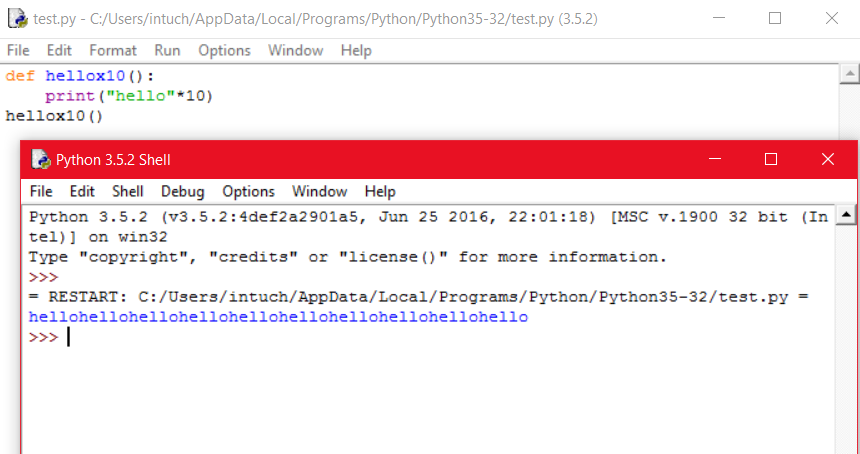 test.py - C:/Users/intuch/AppData/Local/Programs/Python/Python35-32/test.py (3.5.2)
File Edit Format Run Options Window Help
def hellox10():
    print("hello"*10)
hellox10()
Python 3.5.2 Shell
File Edit Shell Debug Options Window Help
Python 3.5.2 (v3.5.2:4def2a2901a5, Jun 25 2016, 22:01:18) [MSC v.1900 32 bit (In
tel)] on win32
Type "copyright", "credits" or "license()" for more information.
>>>
= RESTART: C:/Users/intuch/AppData/Local/Programs/Python/Python35-32/test.py =
hellohellohellohellohellohellohellohellohellohello
>>>